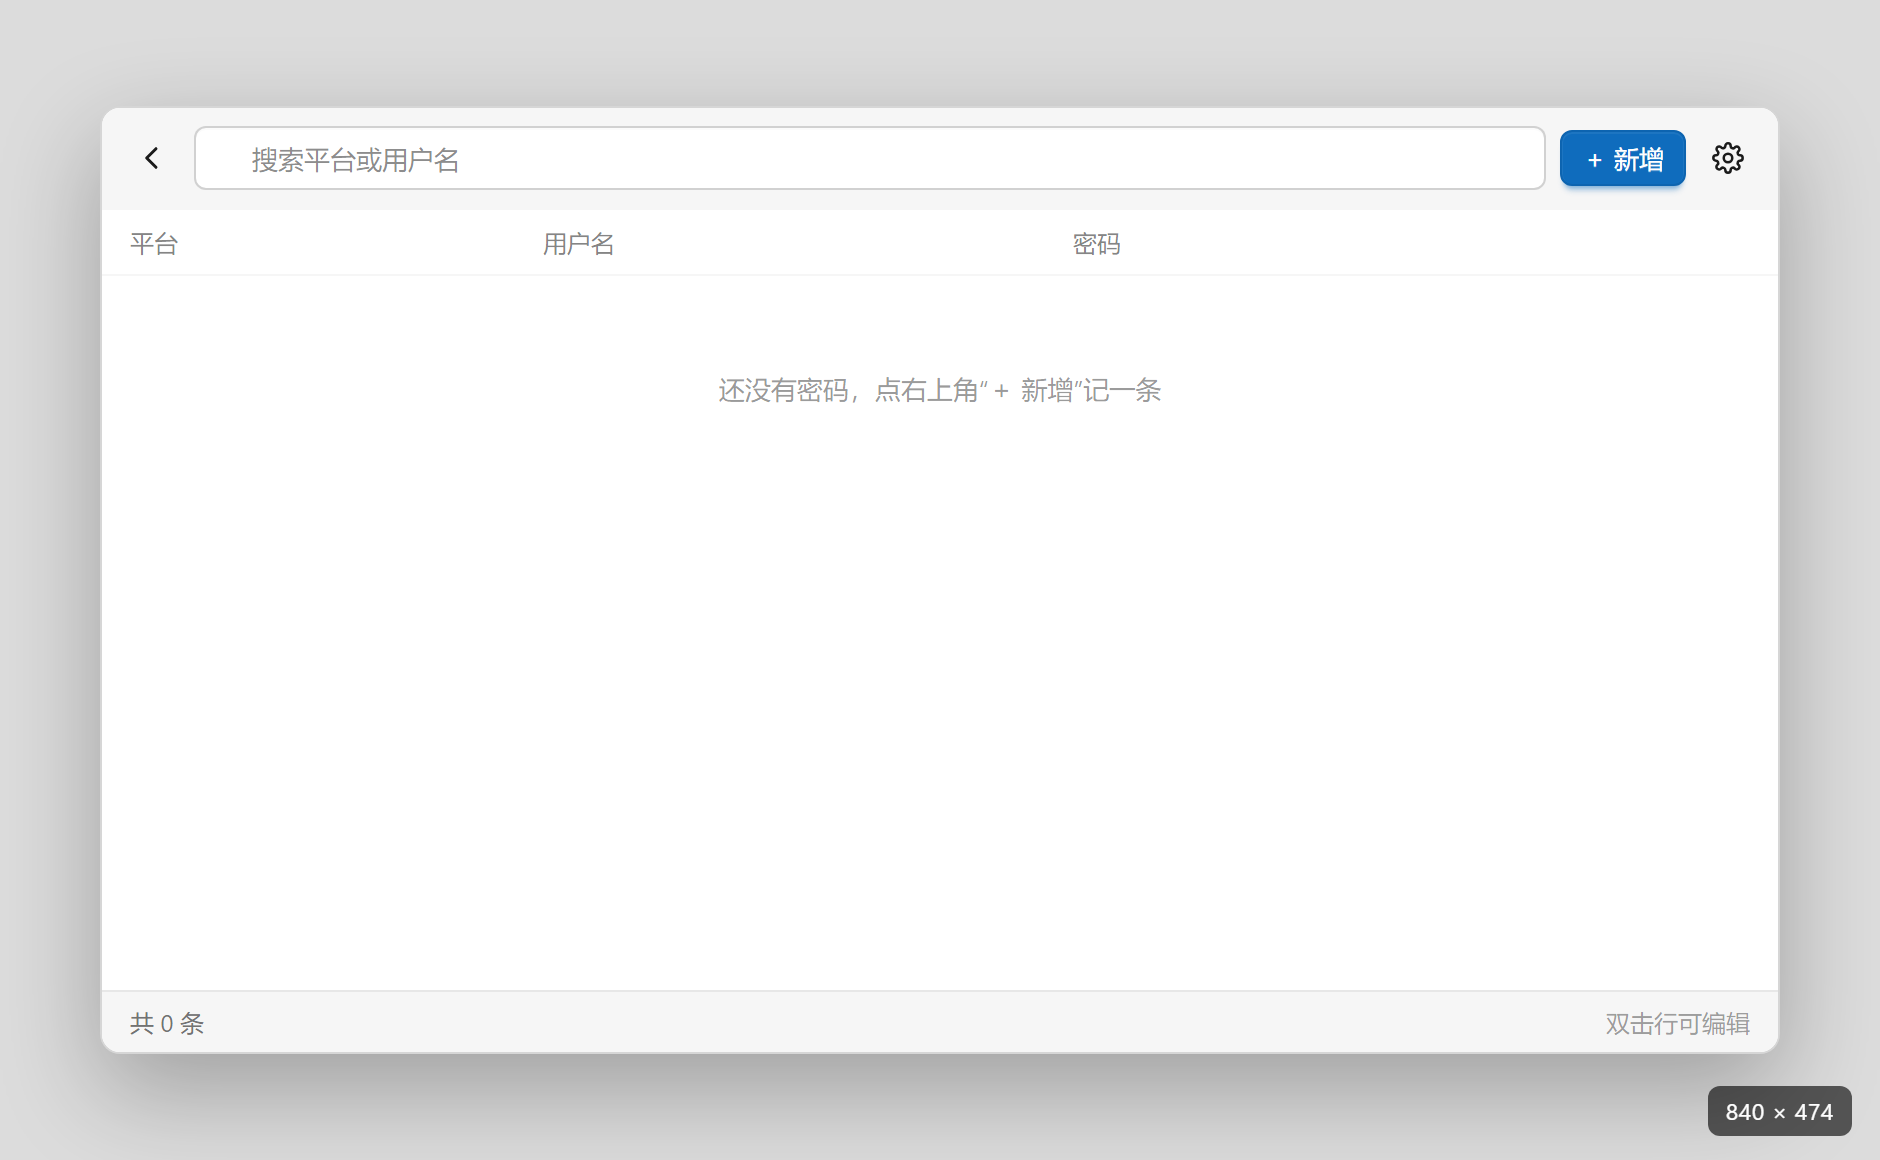 搜索平台或用户名
+ 新增
平台 用户名 密码
还没有密码，点右上角“+ 新增”记一条
共 0 条
双击行可编辑
840 × 474